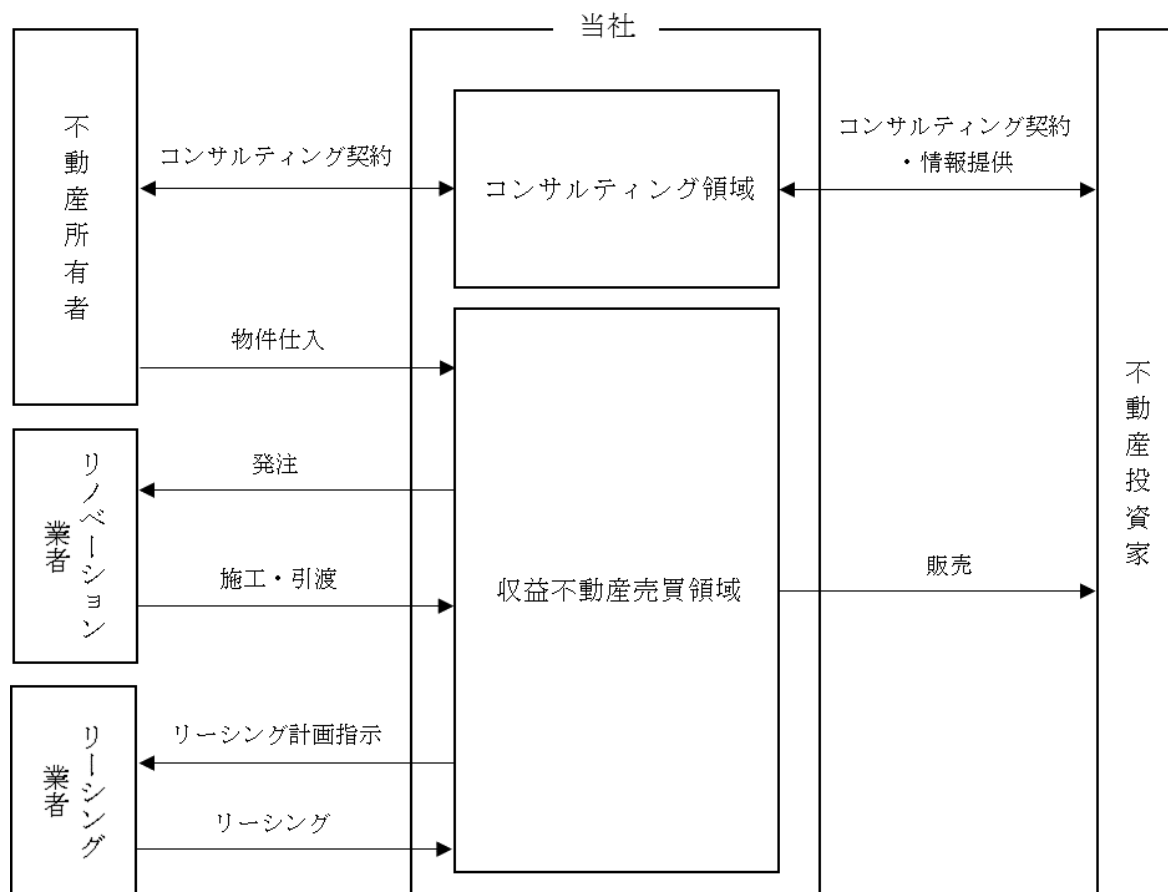 当社
不動産所有者
コンサルティング契約
コンサルティング領域
コンサルティング契約
・情報提供
物件仕入
不動産投資家
リノベーション
業者
発注
施工・引渡
収益不動産売買領域
販売
リーシング
業者
リーシング計画指示
リーシング